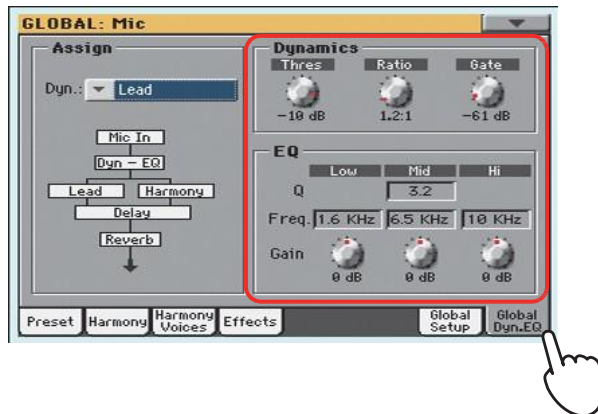 GLOBAL: Mic
Assign
Dyn.: Lead
Mic In
Dyn - EQ
Lead Harmony
Delay
Reverb
Dynamics
Thres Ratio Gate
-10 dB 1.2:1 -61 dB
EQ
Low Mid Hi
Q 3.2
Freq. 1.6 KHz 6.5 KHz 10 KHz
Gain
0 dB 0 dB 0 dB
Preset Harmony Harmony Voices Effects Global Setup Global Dyn.EQ